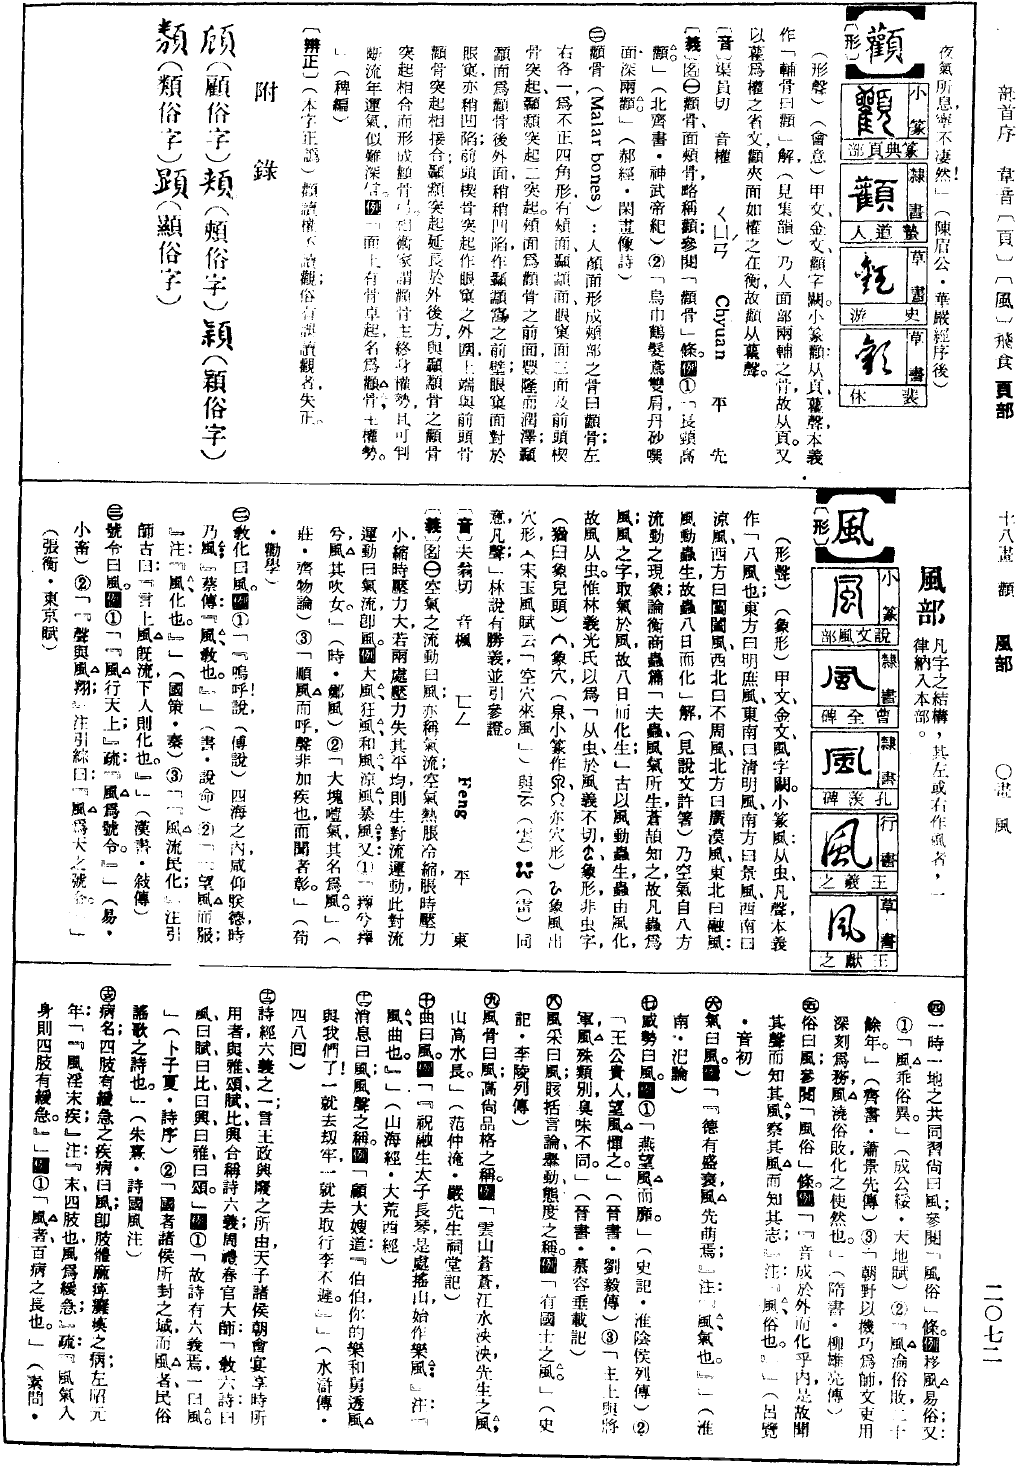 部首序　韋音〔頁〕〔風〕飛食　頁部
十八畫　顴　風部　〇畫　風
二〇七二
夜氣所息寧不凄然！」（陳眉公·華嚴經序後）
顴
〔形〕
小篆
篆典頁部
隸書
蟄道人
草書
史游
草書
裴休
（形聲）（會意）甲文、金文、顴字闕。小篆顴：从頁、雚聲，本義
作「輔骨曰顴」解，（見集韻）乃人面部兩輔之骨，故从頁。又
以雚爲權之省文，顴夾面如權之在衡，故顴从雚聲。
〔音〕渠員切　音權　ㄑㄩㄢˊ　Chyuan　平　先
〔義〕〔名〕㊀顴骨面頰骨，略稱顴，參閱「顴骨」條。例①「長頸高
顴」（北齊書·神武帝紀）②「烏巾鶴髮鳶雙肩，丹砂噀
面深兩顴。」（郝經·閑畫像詩）
㊁顴骨（Malar bones）：人顏面形成頰部之骨曰顴骨，左
右各一，爲不正四角形，有頰面、顳顬面、眼窠面三面及前頭、楔
骨突起、顳顬突起二突起。頰面爲顴骨之前面，豐隆而潤澤；顳
顬面爲顴骨後外面，稍稍凹陷，作顳顬窩之前壁；眼窠面對於
眼窠，亦稍凹陷；前頭楔骨突起作眼窠之外圍，上端與前頭骨
顴骨突起相接合；顳顬突起延長於外後方，與顳顬骨之顴骨
突起相合而形成顴骨弓。相術家謂顴骨主終身權勢，且可判
斷流年運氣，似難深信。例「面上有骨卓起，名爲顴骨，主權勢。
」（稗編）
〔辨正〕（本字正讀）顴讀權，不讀觀；俗有誤讀觀者，失正。
附錄
頋（顧俗字）頰（頰俗字）穎（穎俗字）
類（類俗字）顕（顯俗字）
風部　凡字之結構，其左或右作風者，一
律納入本部。
風
〔形〕
小篆
說文風部
隸書
曹全碑
隸書
孔羨碑
行書
王羲之
草書
王獻之
（形聲）（象形）甲文、金文、風字闕。小篆風：从虫、凡聲，本義
作「八風也；東方曰明庶風，東南曰清明風，南方曰景風，西南曰
涼風，西方曰閶闔風，西北曰不周風，北方曰廣漠風，東北曰融風；
風動蟲生，故蟲八日而化」解，（見說文許箸）乃空氣自八方
流動之現象，論衡商蟲篇「夫蟲，風氣所生，蒼頡知之，故凡蟲爲
風；風之字，取氣於風，故八日而化生」古以風動蟲生，蟲由風化，
故風从虫。惟林義光氏以爲「从虫於風義不切，象形，非虫字，
（猶象兒頭）象穴，（泉小篆作，亦穴形）象風出
穴形（宋玉風賦云「空穴來風」）與（雲）（雷）同
意，凡聲」林說有勝義，並引參證。
〔音〕夫翁切　音楓　ㄈㄥ　Feng　平　東
〔義〕〔名〕㊀空氣之流動曰風，亦稱氣流；空氣熱脹冷縮，脹時壓力
小，縮時壓力大，若兩處壓力失其平均，則生對流運動，此對流
運動曰氣流，卽風。例大風、狂風、和風、涼風、暴風；又：①「蘀兮蘀
兮，風其吹女。」（詩·鄭風）②「大塊噫氣，其名爲風。」（
莊·齊物論）③「順風而呼，聲非加疾也，而聞者彰。」（荀
·勸學）
㊁教化曰風。例①「『嗚呼！說，（傅說）四海之內，咸仰朕德，時
乃風。』蔡傳：『風，教也。』」（書·說命）②「『望風而服；
』注：『風，化也。』」（國策·秦）③「『風流民化。』注引
師古曰：『言上風旣流，下人則化也。』」（漢書·敍傳）
㊂號令曰風。例①「『風行天上；』疏：『風爲號令。』」（易·
小畜）②「『聲與風翔，』注引綜曰：『風爲天之號令。』」
（張衡·東京賦）
㊃一時一地之共同習尚曰風，參閱「風俗」條。例移風易俗；又：
①「風乖俗異。」（成公綏·天地賦）②「風淪俗敗，二十
餘年。」（齊書·蕭景先傳）③「朝野以機巧爲師，文吏用
深刻爲務，風澆俗敗，化之使然也。」（隋書·柳雄亮傳）
㊄俗曰風，參閱「風俗」條。例「『音成於外而化乎內，是故聞
其聲而知其風，察其風而知其志；』注：『風，俗也。』」（呂覽
·音初）
㊅氣曰風。例「『德有盛衰，風先萌焉。』注：『風，氣也。』」（淮
南·氾論）
㊆威勢曰風。例①「燕望風而靡。」（史記·淮陰侯列傳）②
「王公貴人，望風憚之。」（晉書·劉毅傳）③「主上與將
軍，風殊類別，臭味不同。」（晉書·慕容垂載記）
㊇風采曰風，賅括言論舉動態度之稱。例「有國士之風。」（史
記·李陵列傳）
㊈風骨曰風，高尚品格之稱。例「雲山蒼蒼，江水泱泱，先生之風，
山高水長。」（范仲淹·嚴先生祠堂記）
㊉曲曰風。例「『祝融生太子長琴，是處搖山，始作樂風。』注：『
風，曲也。』」（山海經·大荒西經）
⑪消息曰風，風聲之稱。例「顧大嫂道：『伯伯，你的樂和舅透風
與我們了！一就去劫牢，一就去取行李不遲。』」（水滸傳·
四八回）
⑫詩經六義之一，言王政興廢之所由，天子諸侯朝會宴享時所
用者，與雅、頌、賦、比、興合稱詩六義；周禮春官大師「教六詩，曰
風，曰賦，曰比，曰興，曰雅，曰頌。」例①「故詩有六義焉：一曰風。
」（卜子夏·詩序）②「國者，諸侯所封之域；而風者，民俗
謠歌之詩也。」（朱熹·詩國風注）
⑬病名；四肢有緩急之疾病曰風，卽肢體麻痺癱瘓之病；左昭元
年：「『風淫末疾。』注：『末，四肢也；風爲緩急。』疏：『風氣入
身，則四肢有緩急。』」例①「風者百病之長也。」（素問·